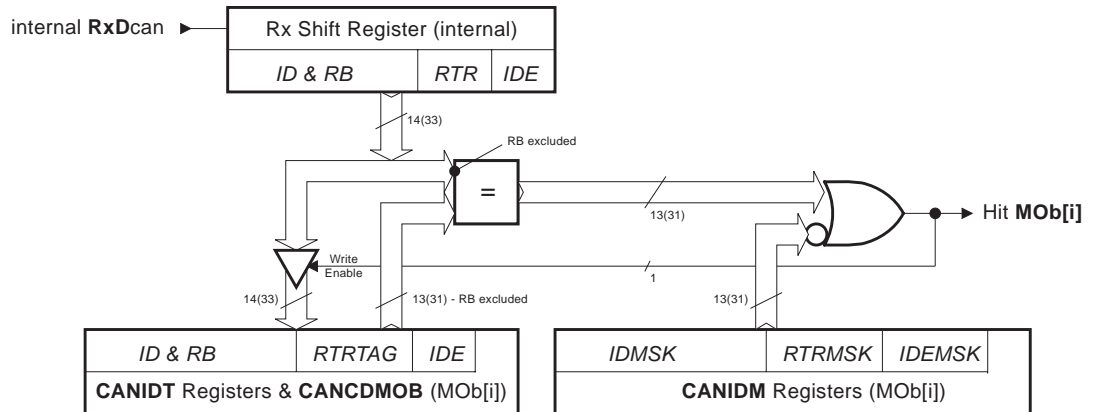 internal RxDcan
Rx Shift Register (internal)
ID & RB RTR IDE
14(33)
RB excluded
=
13(31)
Hit MOb[i]
Write
Enable
1
14(33)
13(31) - RB excluded
13(31)
ID & RB RTRTAG IDE
CANIDT Registers & CANCDMOB (MOb[i])
IDMSK RTRMSK IDEMSK
CANIDM Registers (MOb[i])